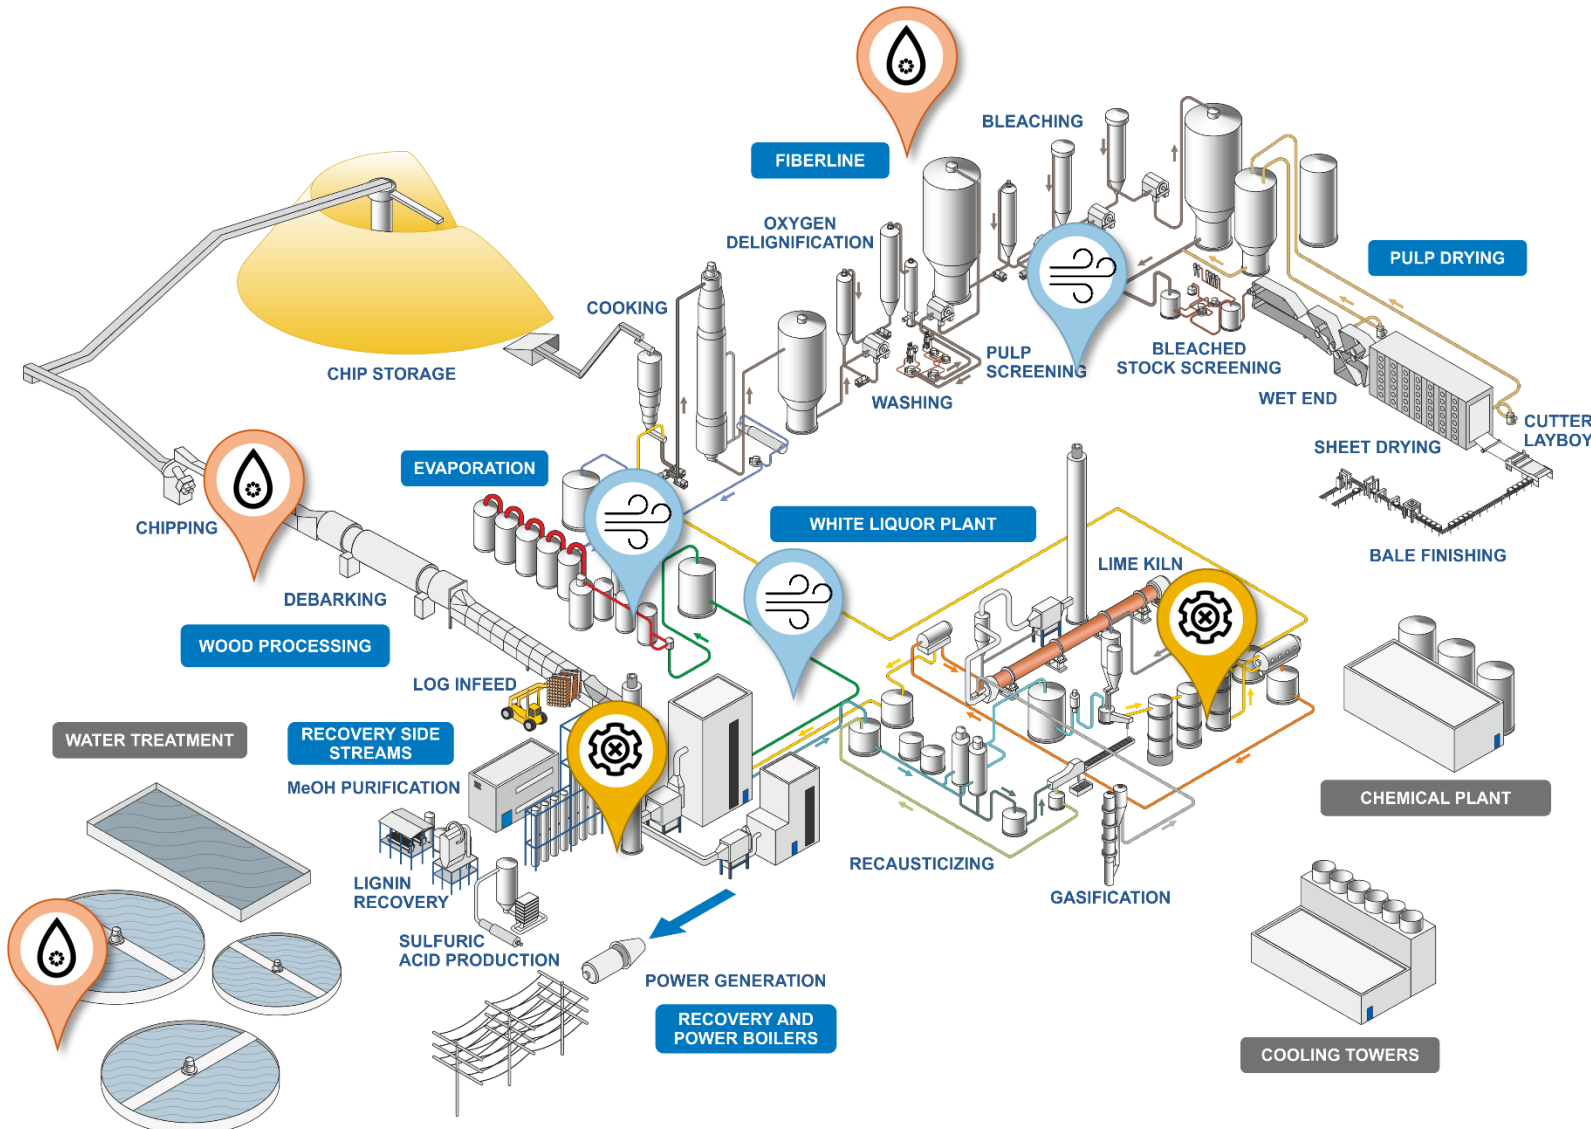 BLEACHING
FIBERLINE
OXYGEN
DELIGNIFICATION
PULP DRYING
COOKING
CHIP STORAGE
PULP
SCREENING
BLEACHED
STOCK SCREENING
WASHING
WET END
CUTTER
LAYBOY
SHEET DRYING
EVAPORATION
CHIPPING
WHITE LIQUOR PLANT
BALE FINISHING
LIME KILN
DEBARKING
WOOD PROCESSING
LOG INFEED
WATER TREATMENT
RECOVERY SIDE
STREAMS
MeOH PURIFICATION
CHEMICAL PLANT
RECAUSTICIZING
LIGNIN
RECOVERY
GASIFICATION
SULFURIC
ACID PRODUCTION
POWER GENERATION
RECOVERY AND
POWER BOILERS
COOLING TOWERS